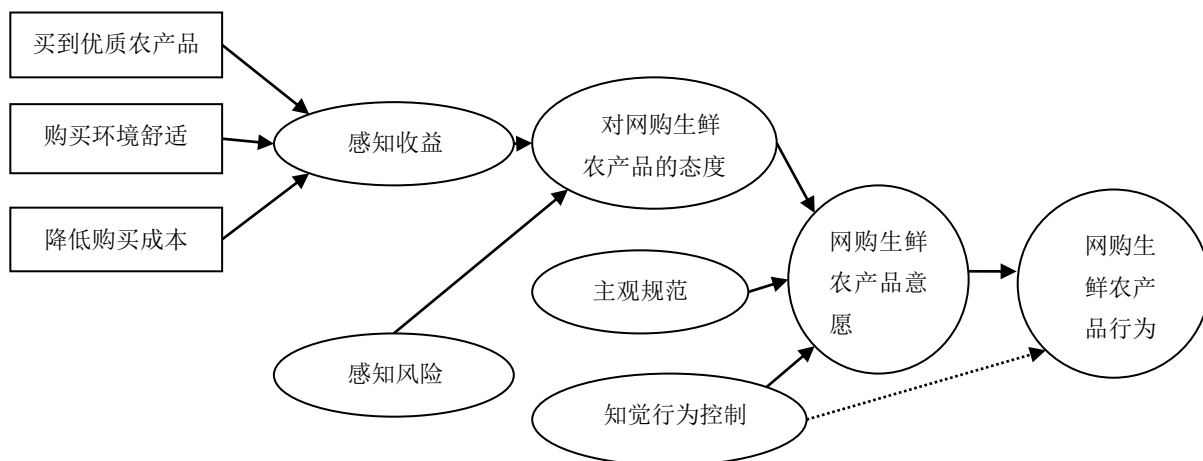 买到优质农产品
购买环境舒适
降低购买成本
感知收益
感知风险
对网购生鲜
农产品的态度
主观规范
知觉行为控制
网购生鲜
农产品意
愿
网购生
鲜农产
品行为